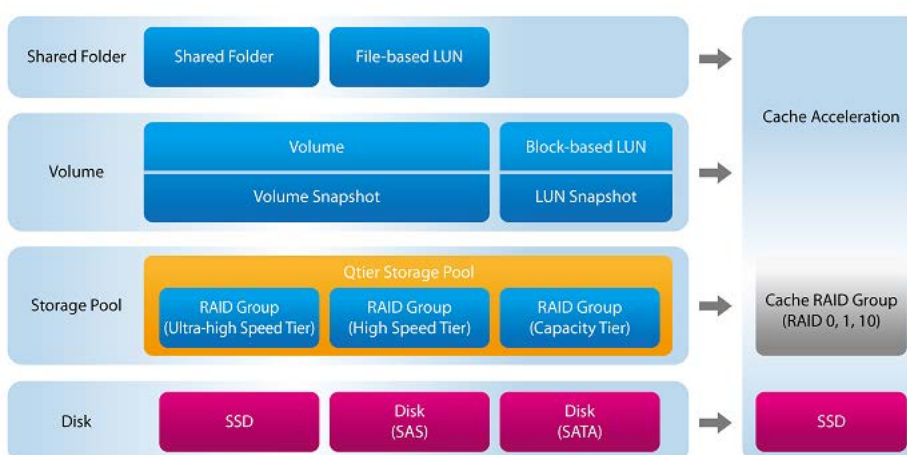 Shared Folder
Shared Folder
File-based LUN
Cache Acceleration
Volume
Volume
Block-based LUN
Volume Snapshot
LUN Snapshot
Storage Pool
Qtier Storage Pool
RAID Group
(Ultra-high Speed Tier)
RAID Group
(High Speed Tier)
RAID Group
(Capacity Tier)
Cache RAID Group
(RAID 0, 1, 10)
Disk
SSD
Disk
(SAS)
Disk
(SATA)
SSD